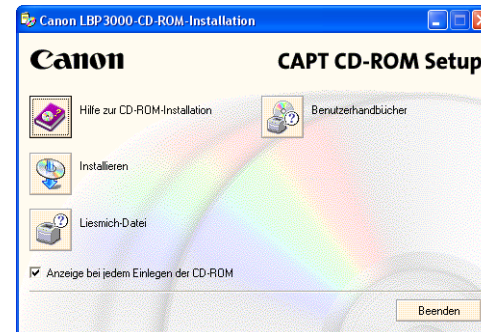 Canon LBP3000-CD-ROM-Installation
Canon
CAPT CD-ROM Setup
Hilfe zur CD-ROM-Installation
Benutzerhandbücher
Installieren
Liesmich-Datei
Anzeige bei jedem Einlegen der CD-ROM
Beenden